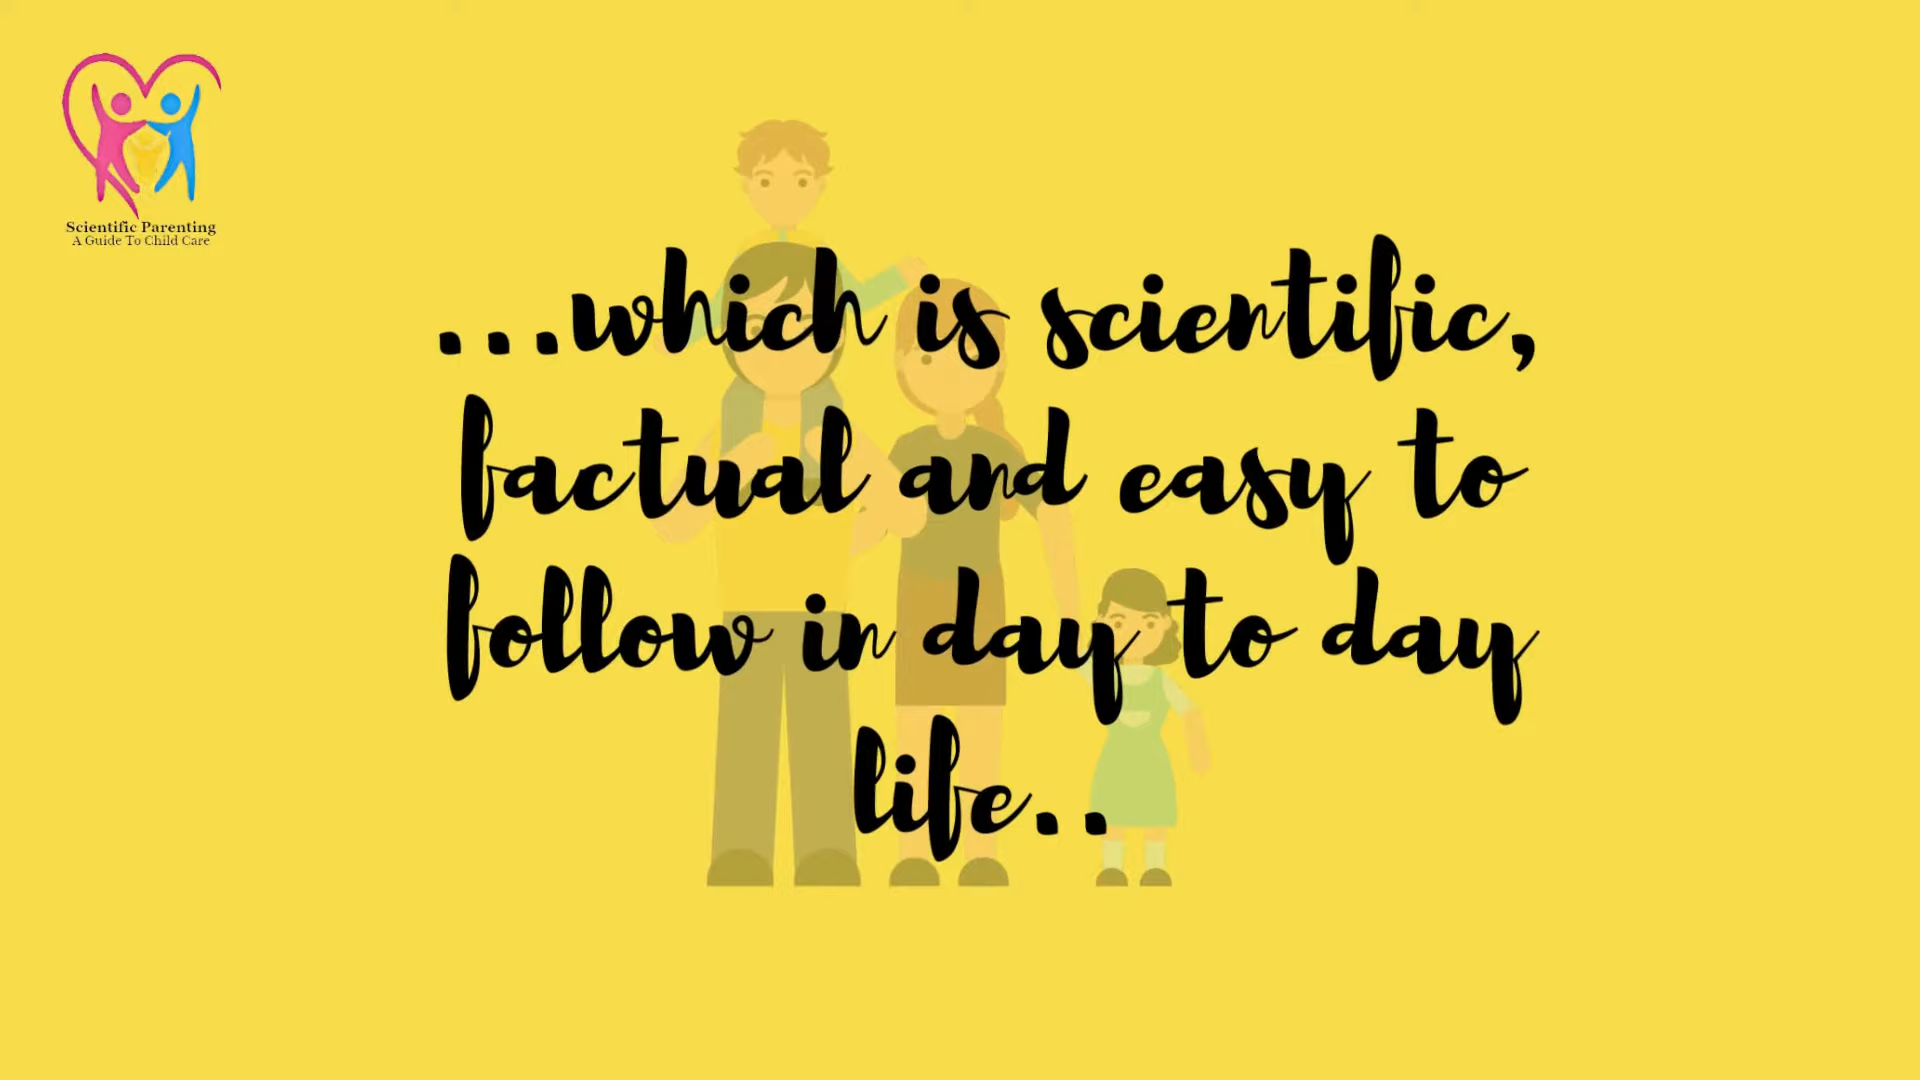 Scientific Parenting
A Guide To Child Care
...which is scientific,
factual and easy to
follow in day to day
life..